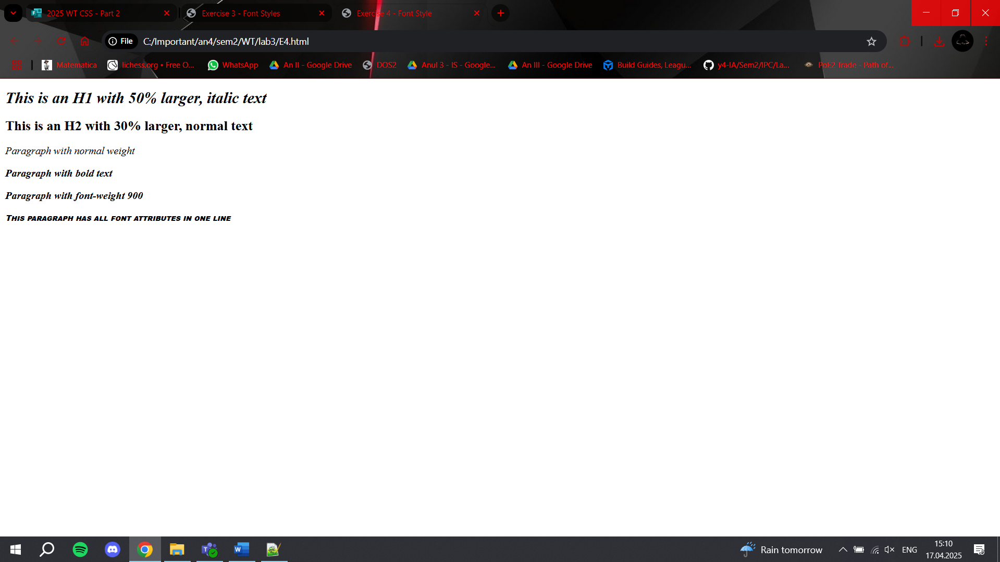 2025 WT CSS - Part 2
Exercise 3 - Font Styles
Exercise 4 - Font Style
File
C:/Important/an4/sem2/WT/lab3/E4.html
Matematica
lichess.org • Free O...
WhatsApp
An II - Google Drive
DOS2
Anul 3 - IS - Google...
An III - Google Drive
Build Guides, Leagu...
y4-IA/Sem2/IPC/La...
PoE2 Trade - Path of...
This is an H1 with 50% larger, italic text
This is an H2 with 30% larger, normal text
Paragraph with normal weight
Paragraph with bold text
Paragraph with font-weight 900
This paragraph has all font attributes in one line
Rain tomorrow
ENG
15:10
17.04.2025